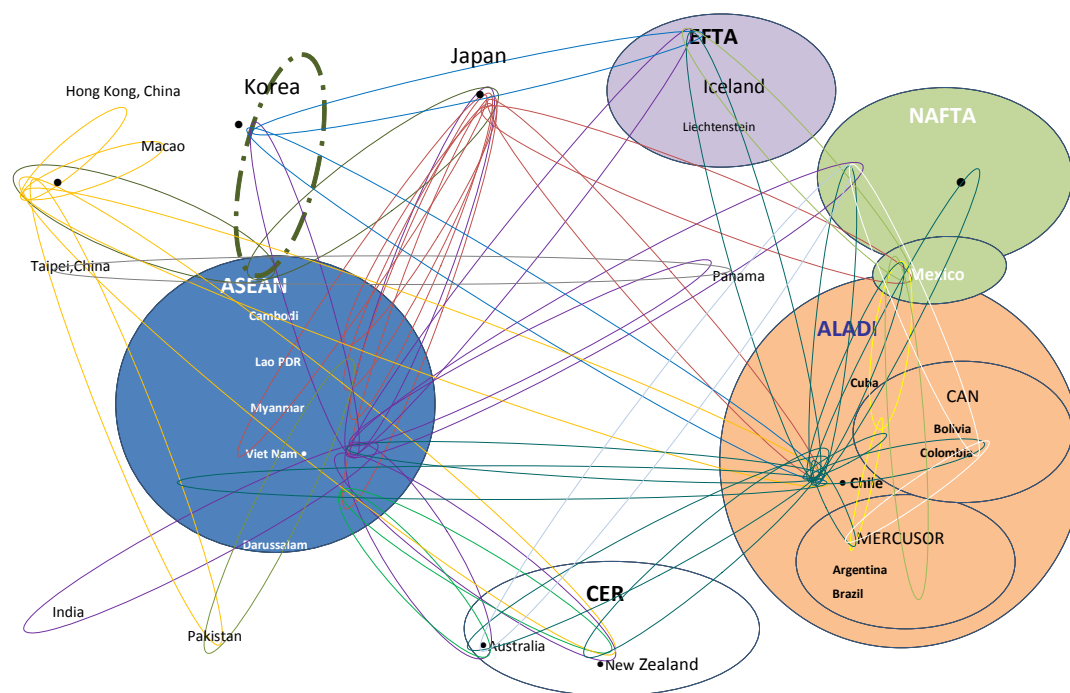 EFTA
Japan
Korea
Iceland
Hong Kong, China
NAFTA
Liechtenstein
Macao
Taipei,China
Panama
Mexico
ASEAN
Cambodi
ALADI
Lao PDR
Cuba
CAN
Myanmar
Bolivia
Viet Nam
Colombia
Chile
MERCUSOR
Darussalam
Argentina
CER
Brazil
India
Pakistan
Australia
New Zealand